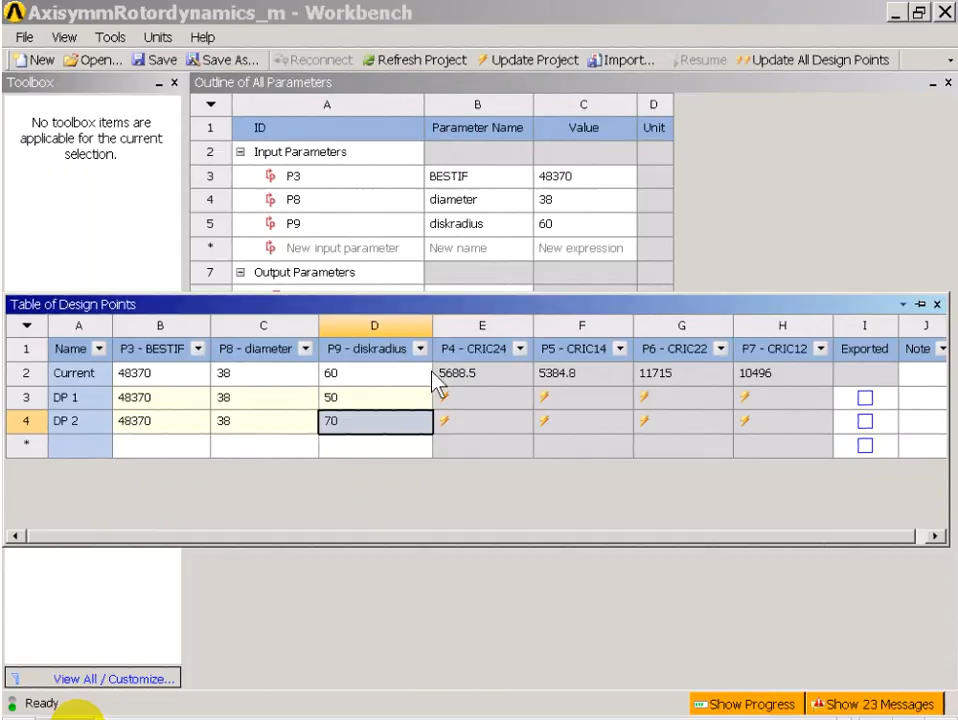 AxisymmRotordynamics_m - Workbench
File View Tools Units Help
New Open... Save Save As... Reconnect Refresh Project Update Project Import... Resume Update All Design Points
Toolbox
No toolbox items are
applicable for the current
selection.
Outline of All Parameters
A B C D
1 ID Parameter Name Value Unit
2 Input Parameters
3 P3 BESTIF 48370
4 P8 diameter 38
5 P9 diskradius 60
* New input parameter New name New expression
7 Output Parameters
Table of Design Points
A B C D E F G H I J
1 Name P3 - BESTIF P8 - diameter P9 - diskradius P4 - CRIC24 P5 - CRIC14 P6 - CRIC22 P7 - CRIC12 Exported Note
2 Current 48370 38 60 5688.5 5384.8 11715 10496
3 DP 1 48370 38 50
4 DP 2 48370 38 70
*
View All / Customize...
Ready
Show Progress Show 23 Messages